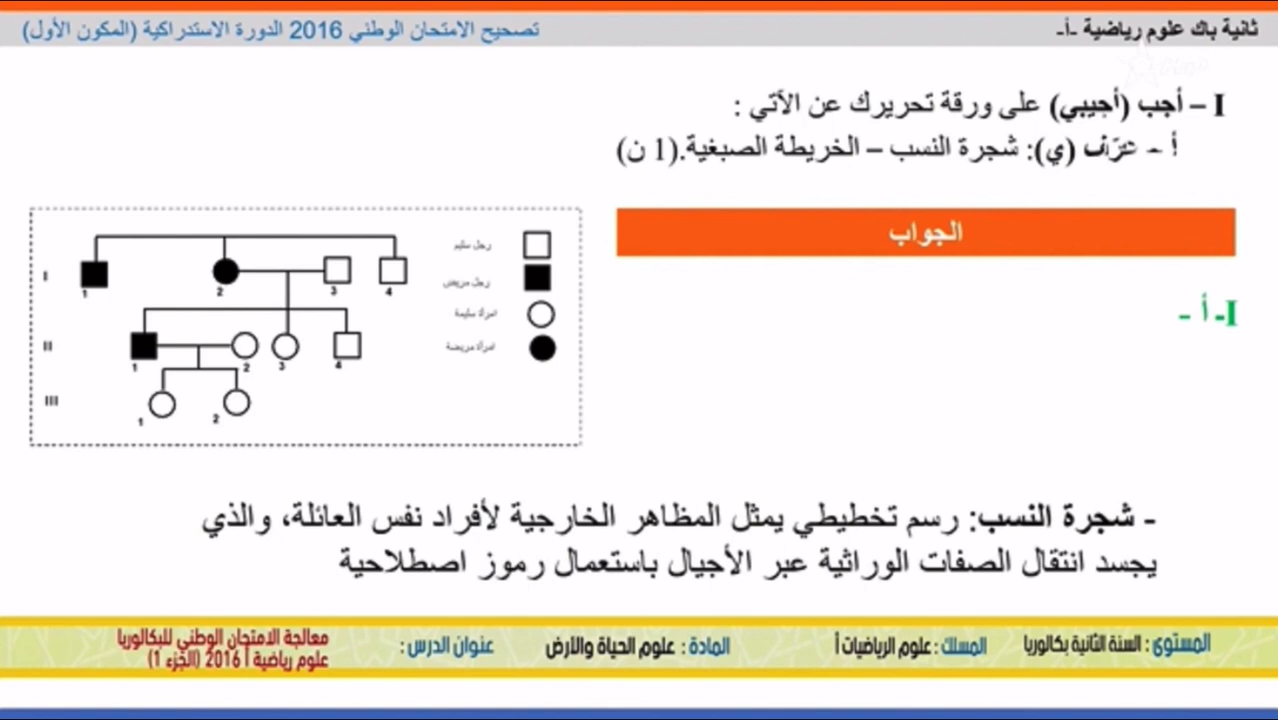 ثانية باك علوم رياضية -أ-
تصحيح الامتحان الوطني 2016 الدورة الاستدراكية (المكون الأول)
I – أجب (أجيبي) على ورقة تحريرك عن الآتي :
أ - عرّف (ي): شجرة النسب – الخريطة الصبغية.(1 ن)
الجواب
I- أ -
رجل سليم
رجل مريض
امرأة سليمة
امرأة مريضة
I
1 2 3 4
II
1 2 3 4
III
1 2
- شجرة النسب: رسم تخطيطي يمثل المظاهر الخارجية لأفراد نفس العائلة، والذي
يجسد انتقال الصفات الوراثية عبر الأجيال باستعمال رموز اصطلاحية
المستوى : السنة الثانية بكالوريا
المسلك : علوم الرياضيات أ
المادة : علوم الحياة والأرض
عنوان الدرس :
معالجة الامتحان الوطني للبكالوريا
علوم رياضية أ 2016 (الجزء 1)